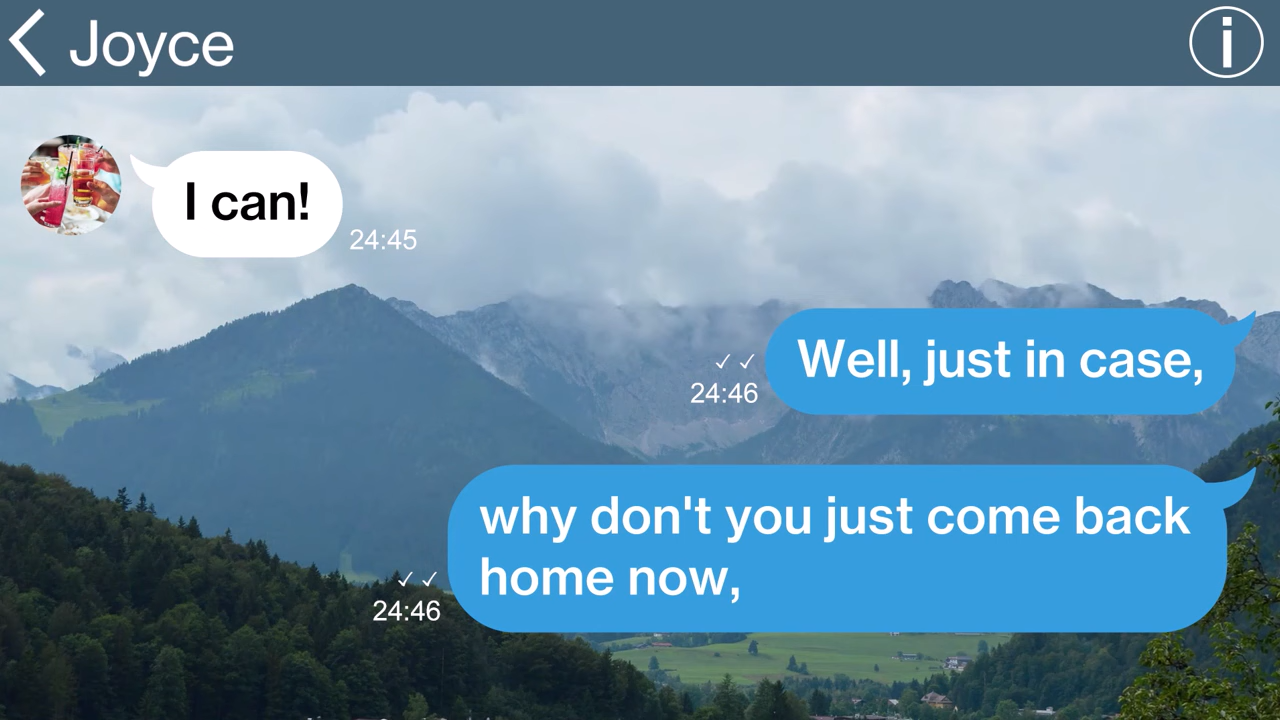 Joyce
I can!
24:45
Well, just in case,
24:46
why don't you just come back
home now,
24:46